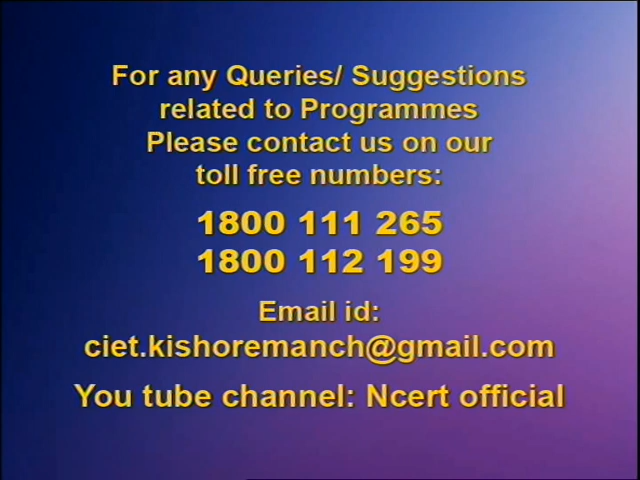 For any Queries/ Suggestions
related to Programmes
Please contact us on our
toll free numbers:
1800 111 265
1800 112 199
Email id:
ciet.kishoremanch@gmail.com
You tube channel: Ncert official